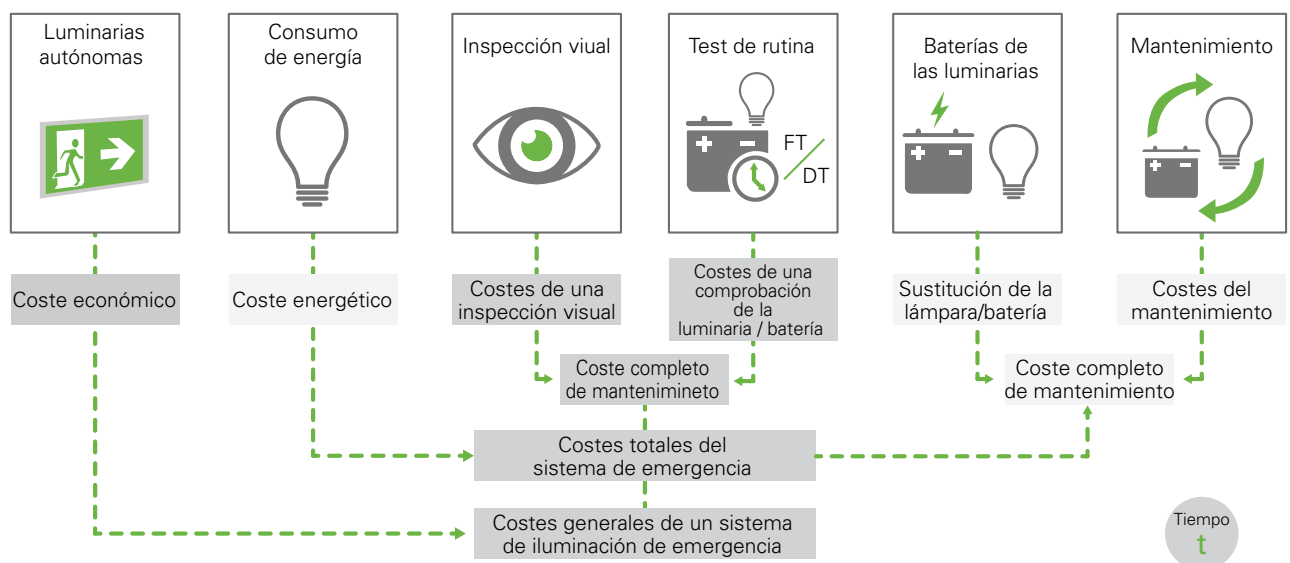 Luminarias
autónomas
Consumo
de energía
Inspección viual
Test de rutina
FT
DT
Baterías de
las luminarias
Mantenimiento
Coste económico
Coste energético
Costes de una
inspección visual
Costes de una
comprobación
de la
luminaria / batería
Sustitución de la
lámpara/batería
Costes del
mantenimiento
Coste completo
de mantenimineto
Coste completo
de mantenimiento
Costes totales del
sistema de emergencia
Costes generales de un sistema
de iluminación de emergencia
Tiempo
t